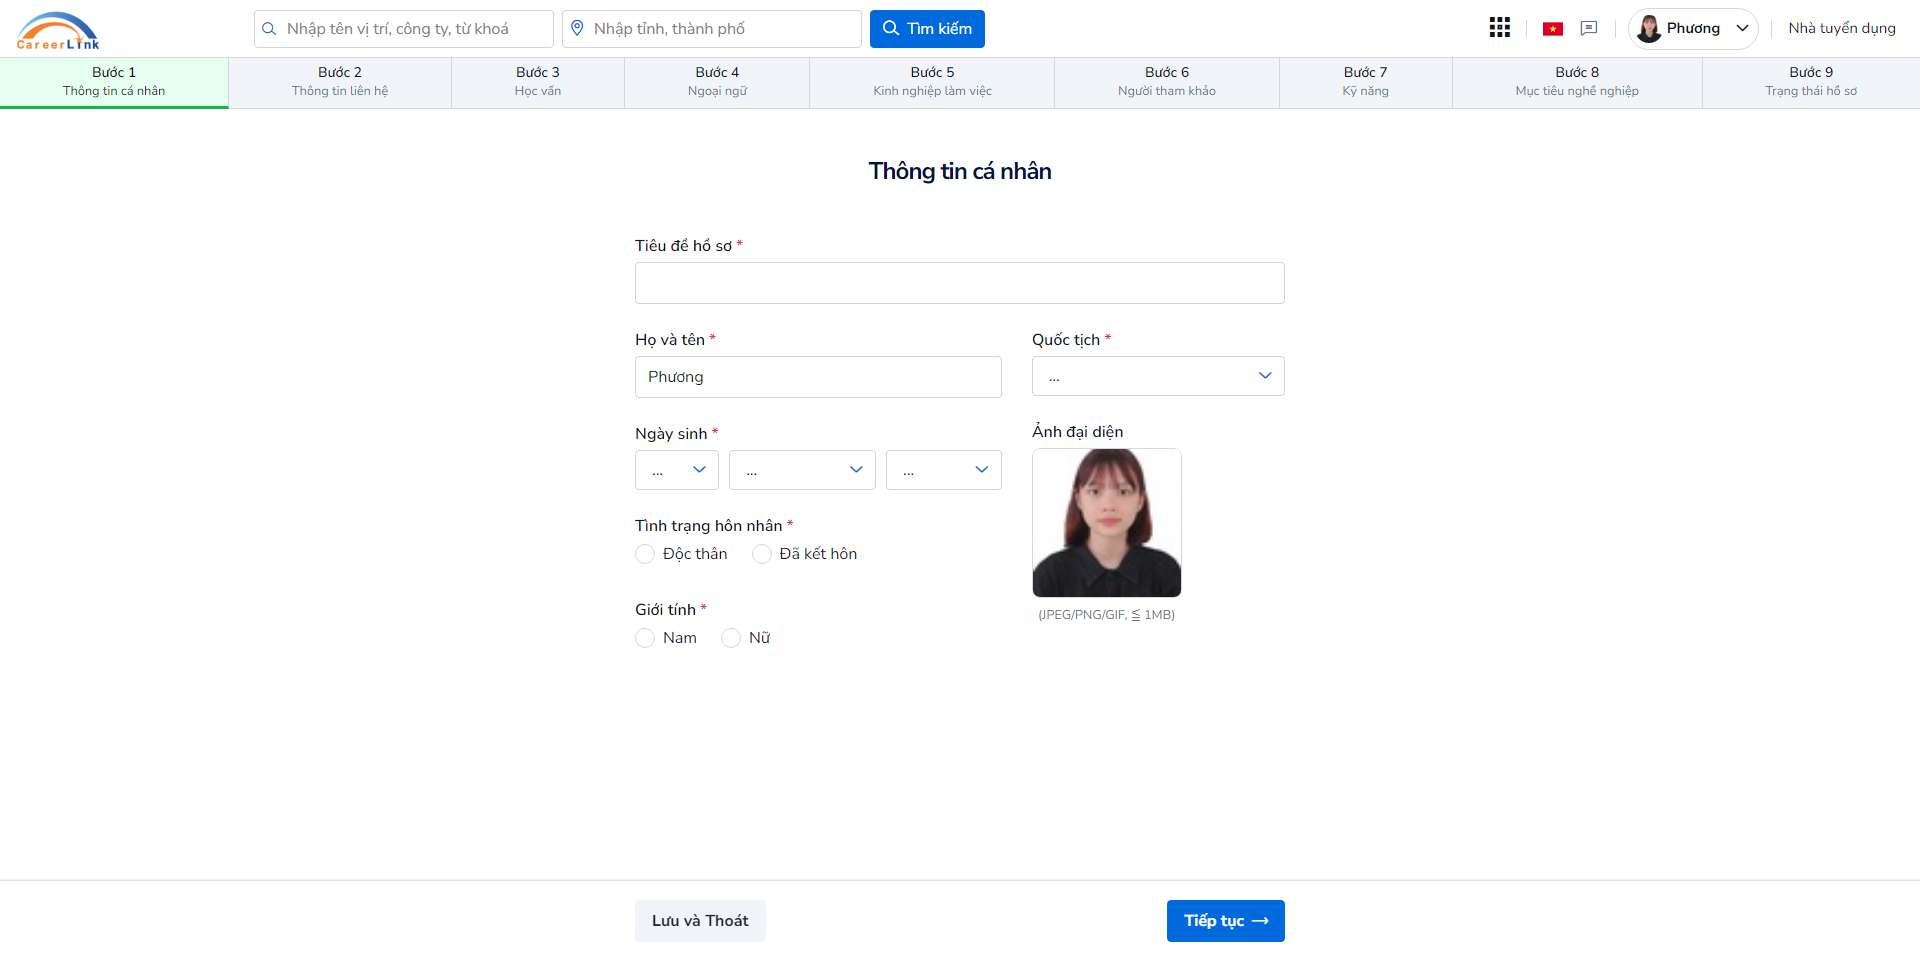 CareerLink
Nhập tên vị trí, công ty, từ khoá
Nhập tỉnh, thành phố
Tìm kiếm
Phương
Nhà tuyển dụng
Bước 1
Thông tin cá nhân
Bước 2
Thông tin liên hệ
Bước 3
Học vấn
Bước 4
Ngoại ngữ
Bước 5
Kinh nghiệp làm việc
Bước 6
Người tham khảo
Bước 7
Kỹ năng
Bước 8
Mục tiêu nghề nghiệp
Bước 9
Trạng thái hồ sơ
Thông tin cá nhân
Tiêu đề hồ sơ *
Họ và tên *
Phương
Quốc tịch *
...
Ngày sinh *
... ... ...
Ảnh đại diện
Tình trạng hôn nhân *
Độc thân
Đã kết hôn
(JPEG/PNG/GIF, ≦ 1MB)
Giới tính *
Nam
Nữ
Lưu và Thoát
Tiếp tục →